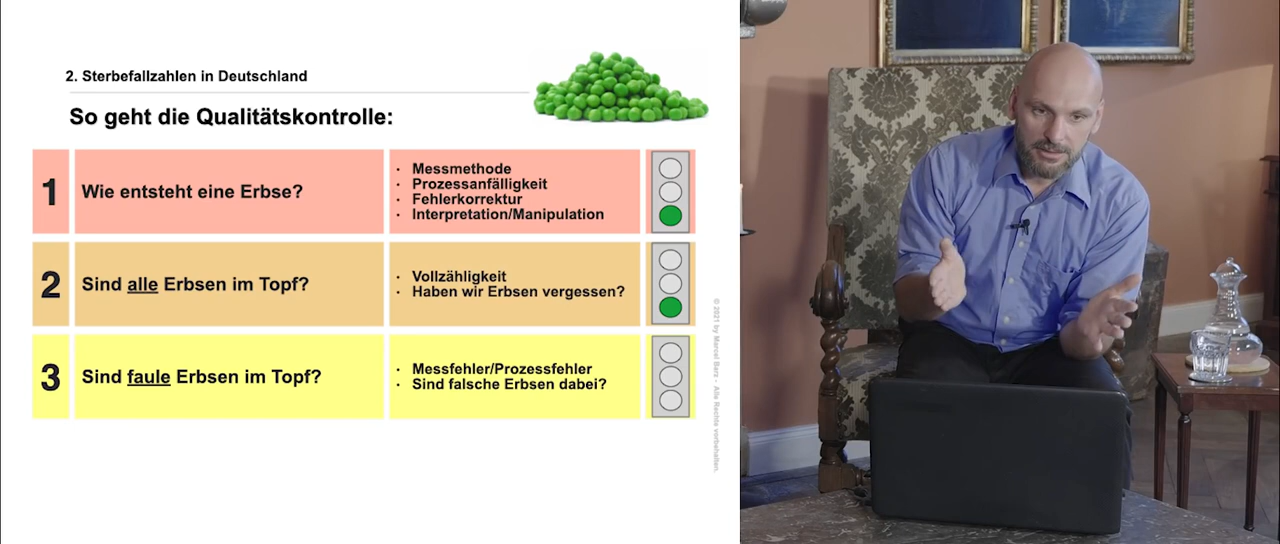 2. Sterbefallzahlen in Deutschland
So geht die Qualitätskontrolle:
1
Wie entsteht eine Erbse?
· Messmethode
· Prozessanfälligkeit
· Fehlerkorrektur
· Interpretation/Manipulation
2
Sind alle Erbsen im Topf?
· Vollzähligkeit
· Haben wir Erbsen vergessen?
3
Sind faule Erbsen im Topf?
· Messfehler/Prozessfehler
· Sind falsche Erbsen dabei?
© 2021 by Marcel Barz - Alle Rechte vorbehalten.